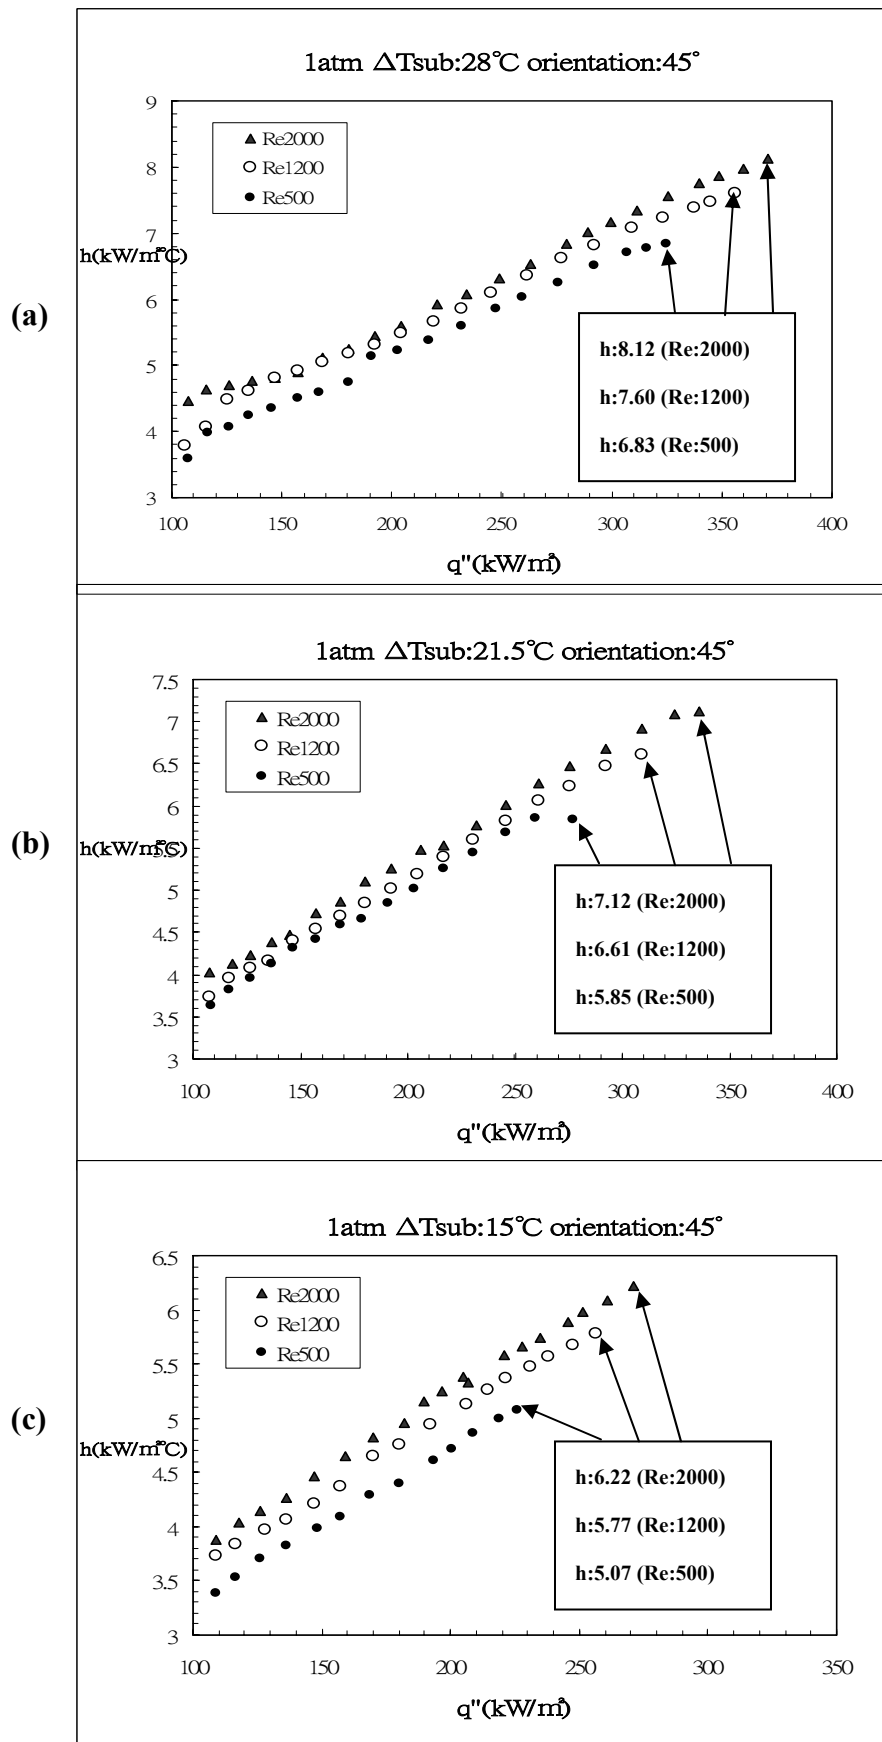 (a)
1atm ΔTsub:28°C orientation:45°
9
8
7
6
5
4
3
h(kW/m²°C)
Re2000
Re1200
Re500
h:8.12 (Re:2000)
h:7.60 (Re:1200)
h:6.83 (Re:500)
100 150 200 250 300 350 400
q"(kW/m²)
(b)
1atm ΔTsub:21.5°C orientation:45°
7.5
7
6.5
6
5.5
5
4.5
4
3.5
3
h(kW/m²°C)
Re2000
Re1200
Re500
h:7.12 (Re:2000)
h:6.61 (Re:1200)
h:5.85 (Re:500)
100 150 200 250 300 350 400
q"(kW/m²)
(c)
1atm ΔTsub:15°C orientation:45°
6.5
6
5.5
5
4.5
4
3.5
3
h(kW/m²°C)
Re2000
Re1200
Re500
h:6.22 (Re:2000)
h:5.77 (Re:1200)
h:5.07 (Re:500)
100 150 200 250 300 350
q"(kW/m²)